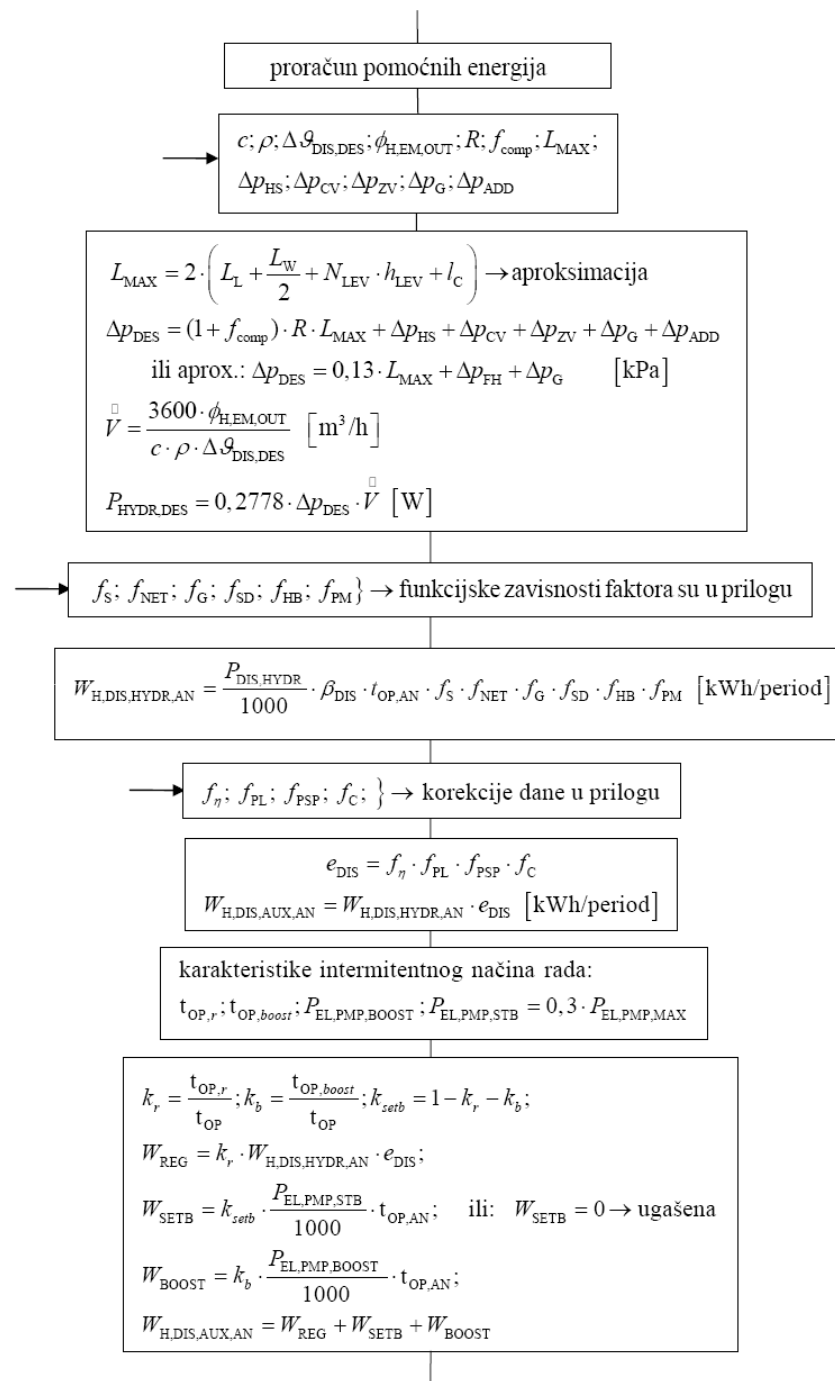 proračun pomoćnih energija
c; ρ; Δϑ_DIS,DES; ϕ_H,EM,OUT; R; f_comp; L_MAX;
Δp_HS; Δp_CV; Δp_ZV; Δp_G; Δp_ADD
L_MAX = 2·(L_L + L_W/2 + N_LEV · h_LEV + l_C) → aproksimacija
Δp_DES = (1 + f_comp)· R · L_MAX + Δp_HS + Δp_CV + Δp_ZV + Δp_G + Δp_ADD
ili aprox.: Δp_DES = 0,13 · L_MAX + Δp_FH + Δp_G [kPa]
V = 3600 · ϕ_H,EM,OUT / c · ρ · Δϑ_DIS,DES [m³/h]
P_HYDR,DES = 0,2778 · Δp_DES · V [W]
f_S; f_NET; f_G; f_SD; f_HB; f_PM} → funkcijske zavisnosti faktora su u prilogu
W_H,DIS,HYDR,AN = P_DIS,HYDR/1000 · β_DIS · t_OP,AN · f_S · f_NET · f_G · f_SD · f_HB · f_PM [kWh/period]
f_η; f_PL; f_PSP; f_C; } → korekcije dane u prilogu
e_DIS = f_η · f_PL · f_PSP · f_C
W_H,DIS,AUX,AN = W_H,DIS,HYDR,AN · e_DIS [kWh/period]
karakteristike intermitentnog načina rada:
t_OP,r; t_OP,boost; P_EL,PMP,BOOST; P_EL,PMP,STB = 0,3 · P_EL,PMP,MAX
k_r = t_OP,r/t_OP; k_b = t_OP,boost/t_OP; k_setb = 1 − k_r − k_b;
W_REG = k_r · W_H,DIS,HYDR,AN · e_DIS;
W_SETB = k_setb · P_EL,PMP,STB/1000 · t_OP,AN; ili: W_SETB = 0 → ugašena
W_BOOST = k_b · P_EL,PMP,BOOST/1000 · t_OP,AN;
W_H,DIS,AUX,AN = W_REG + W_SETB + W_BOOST